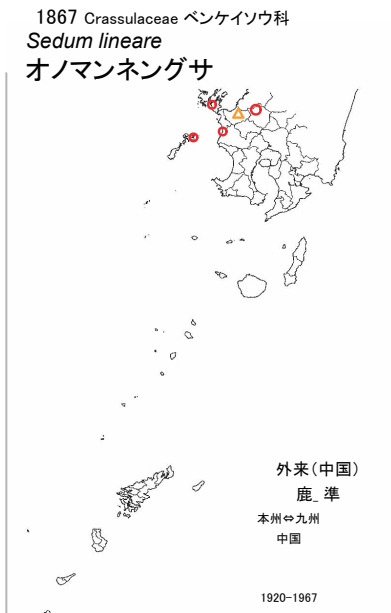 1867 Crassulaceae ベンケイソウ科
Sedum lineare
オノマンネングサ
外来(中国)
鹿_ 準
本州⇔九州
中国
1920-1967